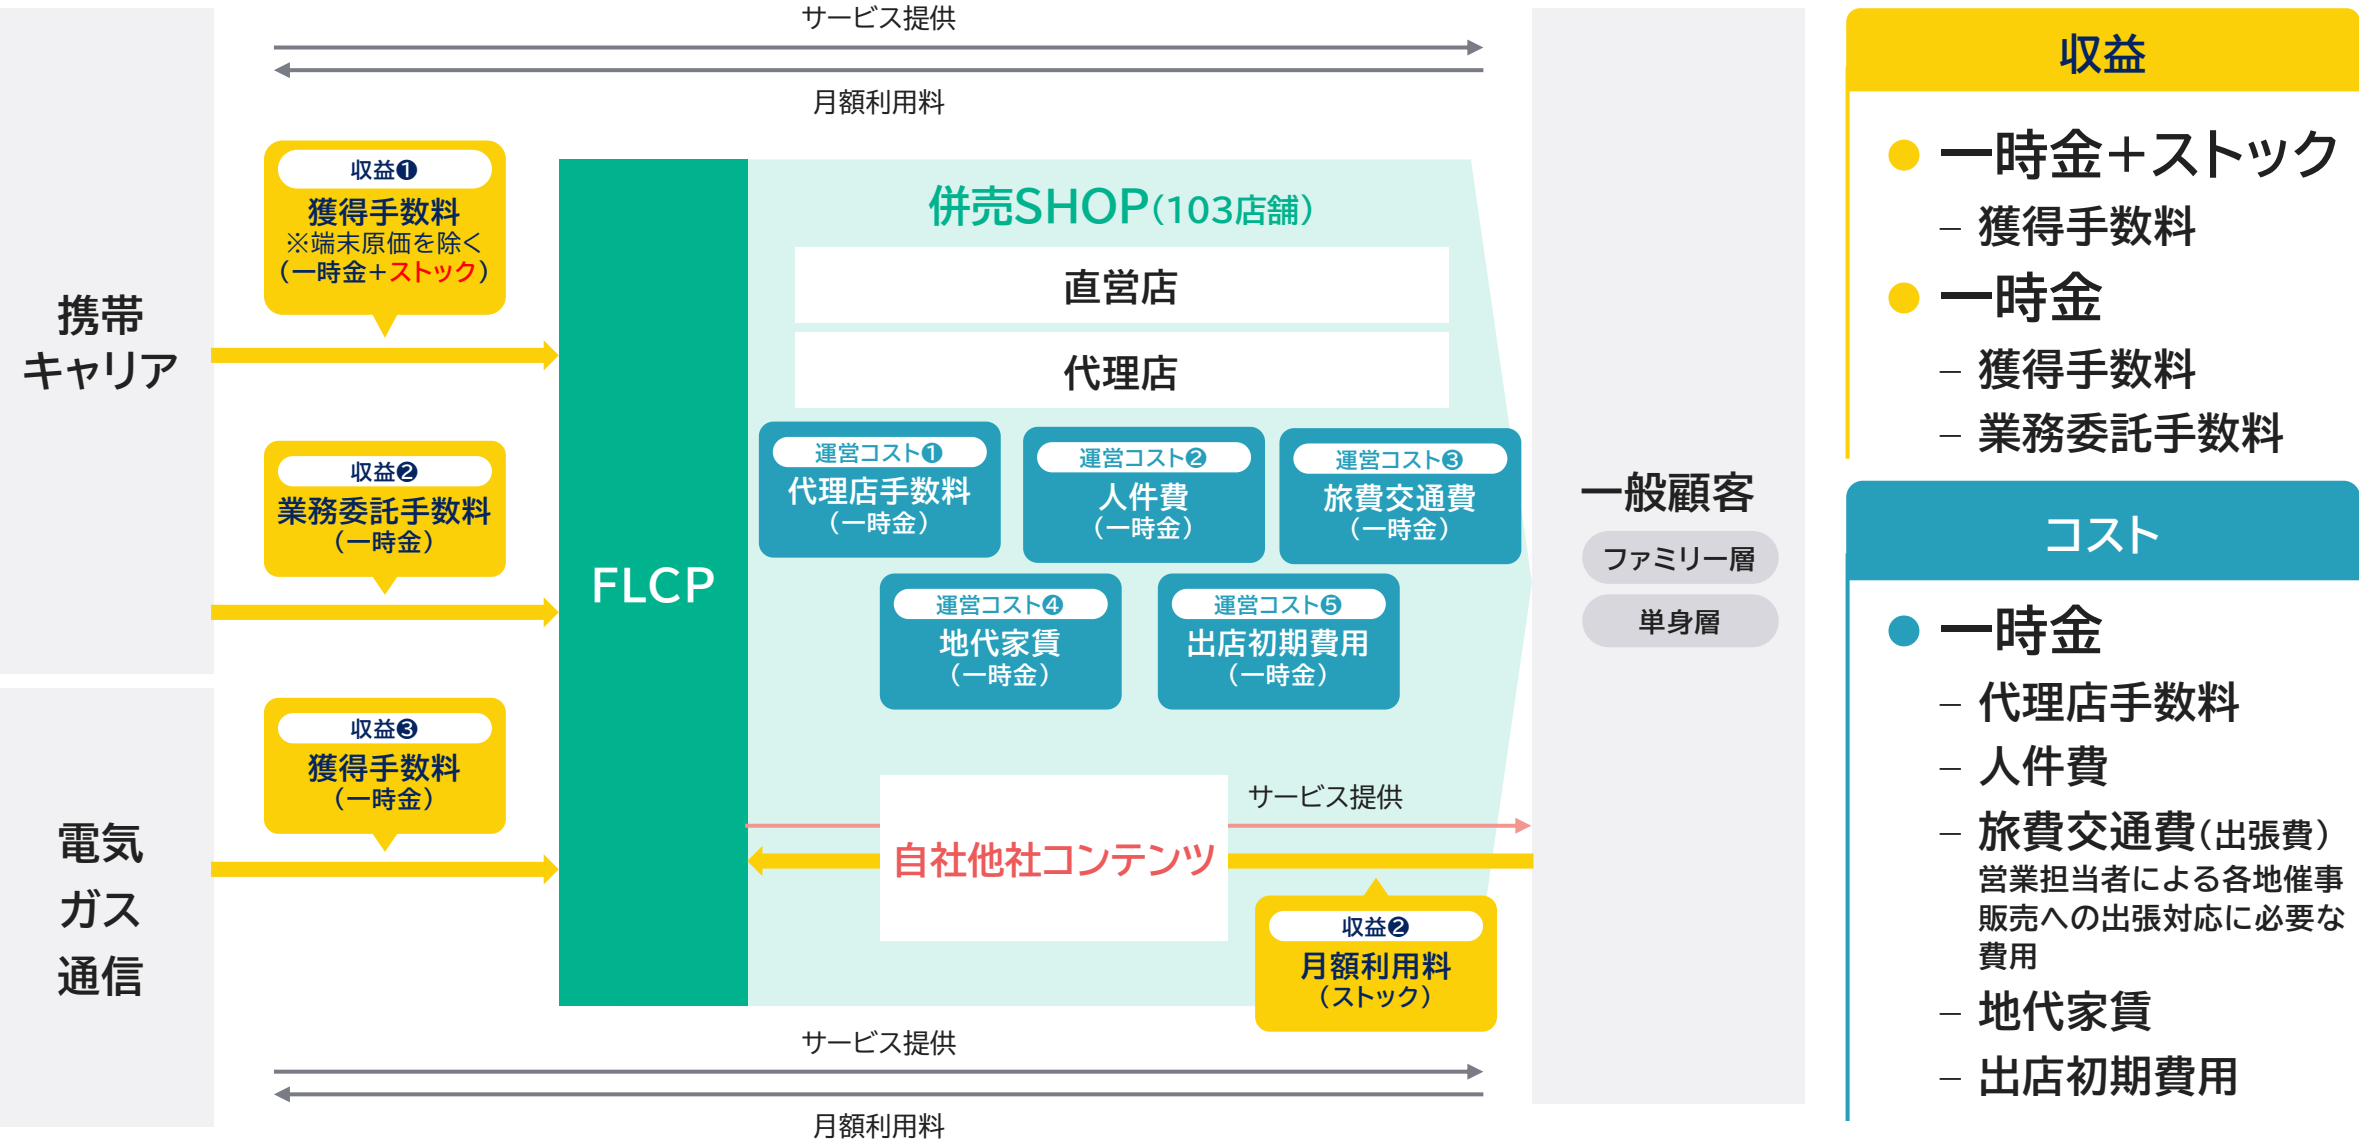 サービス提供
月額利用料
携帯
キャリア
収益❶
獲得手数料
※端末原価を除く
(一時金+ストック)
収益❷
業務委託手数料
(一時金)
電気
ガス
通信
収益❸
獲得手数料
(一時金)
FLCP
併売SHOP(103店舗)
直営店
代理店
運営コスト❶
代理店手数料
(一時金)
運営コスト❷
人件費
(一時金)
運営コスト❸
旅費交通費
(一時金)
運営コスト❹
地代家賃
(一時金)
運営コスト❺
出店初期費用
(一時金)
自社他社コンテンツ
サービス提供
収益❷
月額利用料
(ストック)
サービス提供
月額利用料
一般顧客
ファミリー層
単身層
収益
● 一時金+ストック
– 獲得手数料
● 一時金
– 獲得手数料
– 業務委託手数料
コスト
● 一時金
– 代理店手数料
– 人件費
– 旅費交通費(出張費)
営業担当者による各地催事
販売への出張対応に必要な
費用
– 地代家賃
– 出店初期費用